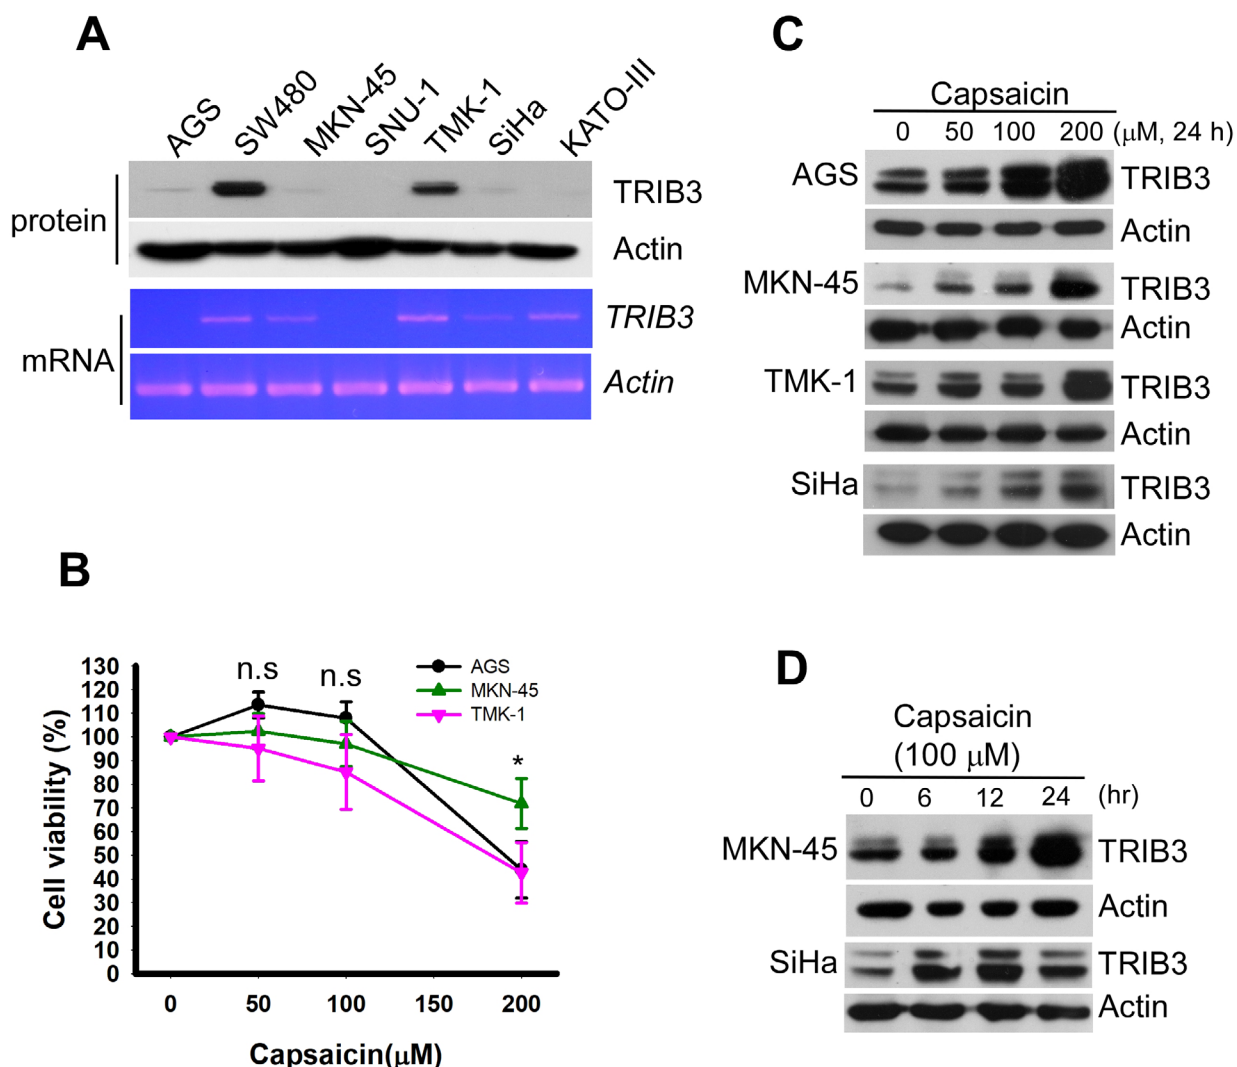 A
AGS
SW480
MKN-45
SNU-1
TMK-1
SiHa
KATO-III
protein
TRIB3
Actin
mRNA
TRIB3
Actin
B
130
120
110
100
90
80
70
60
50
40
30
20
10
0
Cell viability (%)
n.s
n.s
*
AGS
MKN-45
TMK-1
0 50 100 150 200
Capsaicin(μM)
C
Capsaicin
0 50 100 200 (μM, 24 h)
AGS TRIB3
Actin
MKN-45 TRIB3
Actin
TMK-1 TRIB3
Actin
SiHa TRIB3
Actin
D
Capsaicin
(100 μM)
0 6 12 24 (hr)
MKN-45 TRIB3
Actin
SiHa TRIB3
Actin